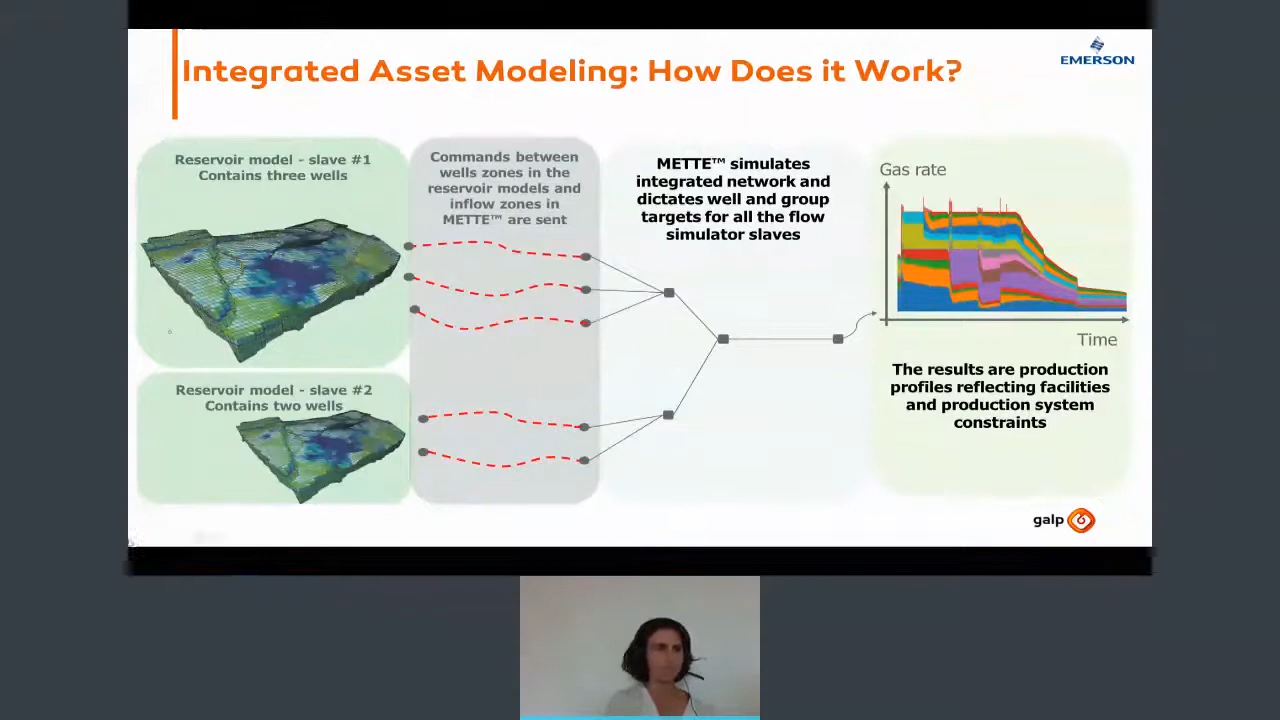 Integrated Asset Modeling: How Does it Work?
EMERSON
Reservoir model - slave #1
Contains three wells
Commands between
wells zones in the
reservoir models and
inflow zones in
METTE™ are sent
METTE™ simulates
integrated network and
dictates well and group
targets for all the flow
simulator slaves
Gas rate
Time
The results are production
profiles reflecting facilities
and production system
constraints
Reservoir model - slave #2
Contains two wells
galp